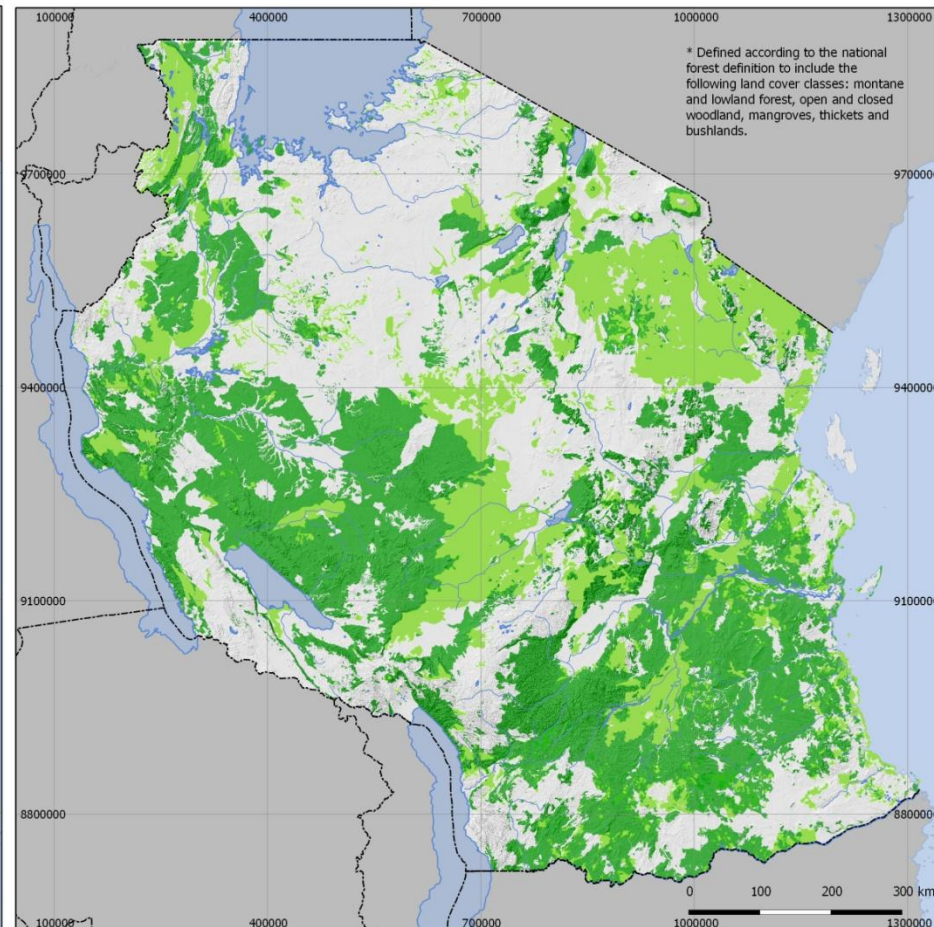 100000 400000 700000 1000000 1300000
* Defined according to the national
forest definition to include the
following land cover classes: montane
and lowland forest, open and closed
woodland, mangroves, thickets and
bushlands.
9700000 9700000
9400000 9400000
9100000 9100000
8800000 8800000
0 100 200 300 km
100000 400000 700000 1000000 1300000